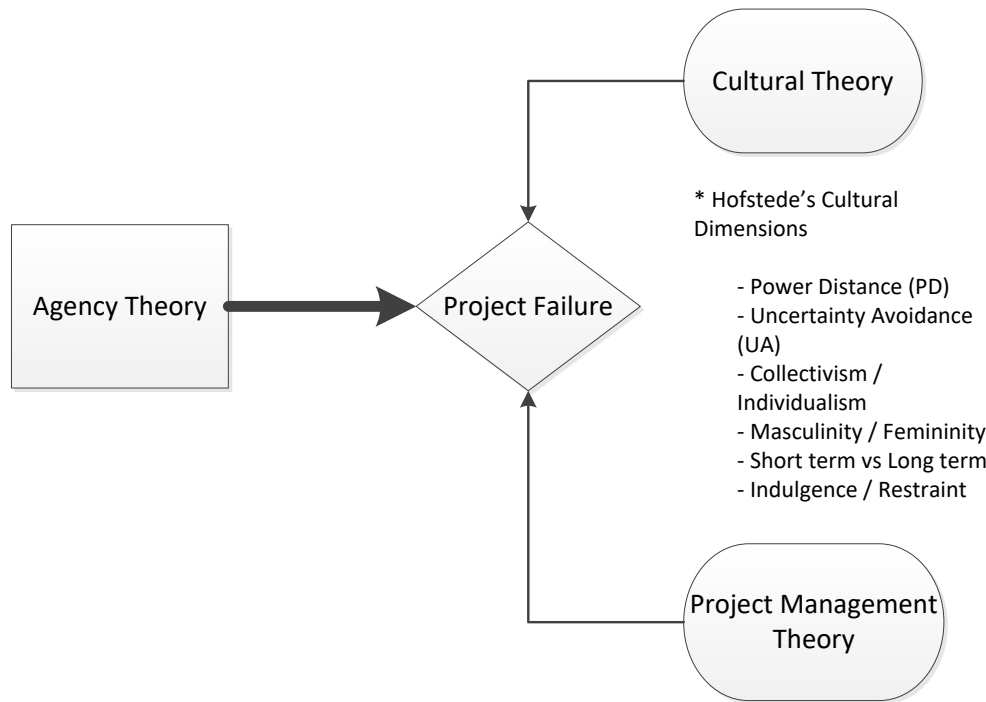 Cultural Theory
* Hofstede’s Cultural
Dimensions
- Power Distance (PD)
- Uncertainty Avoidance
(UA)
- Collectivism /
Individualism
- Masculinity / Femininity
- Short term vs Long term
- Indulgence / Restraint
Agency Theory
Project Failure
Project Management
Theory